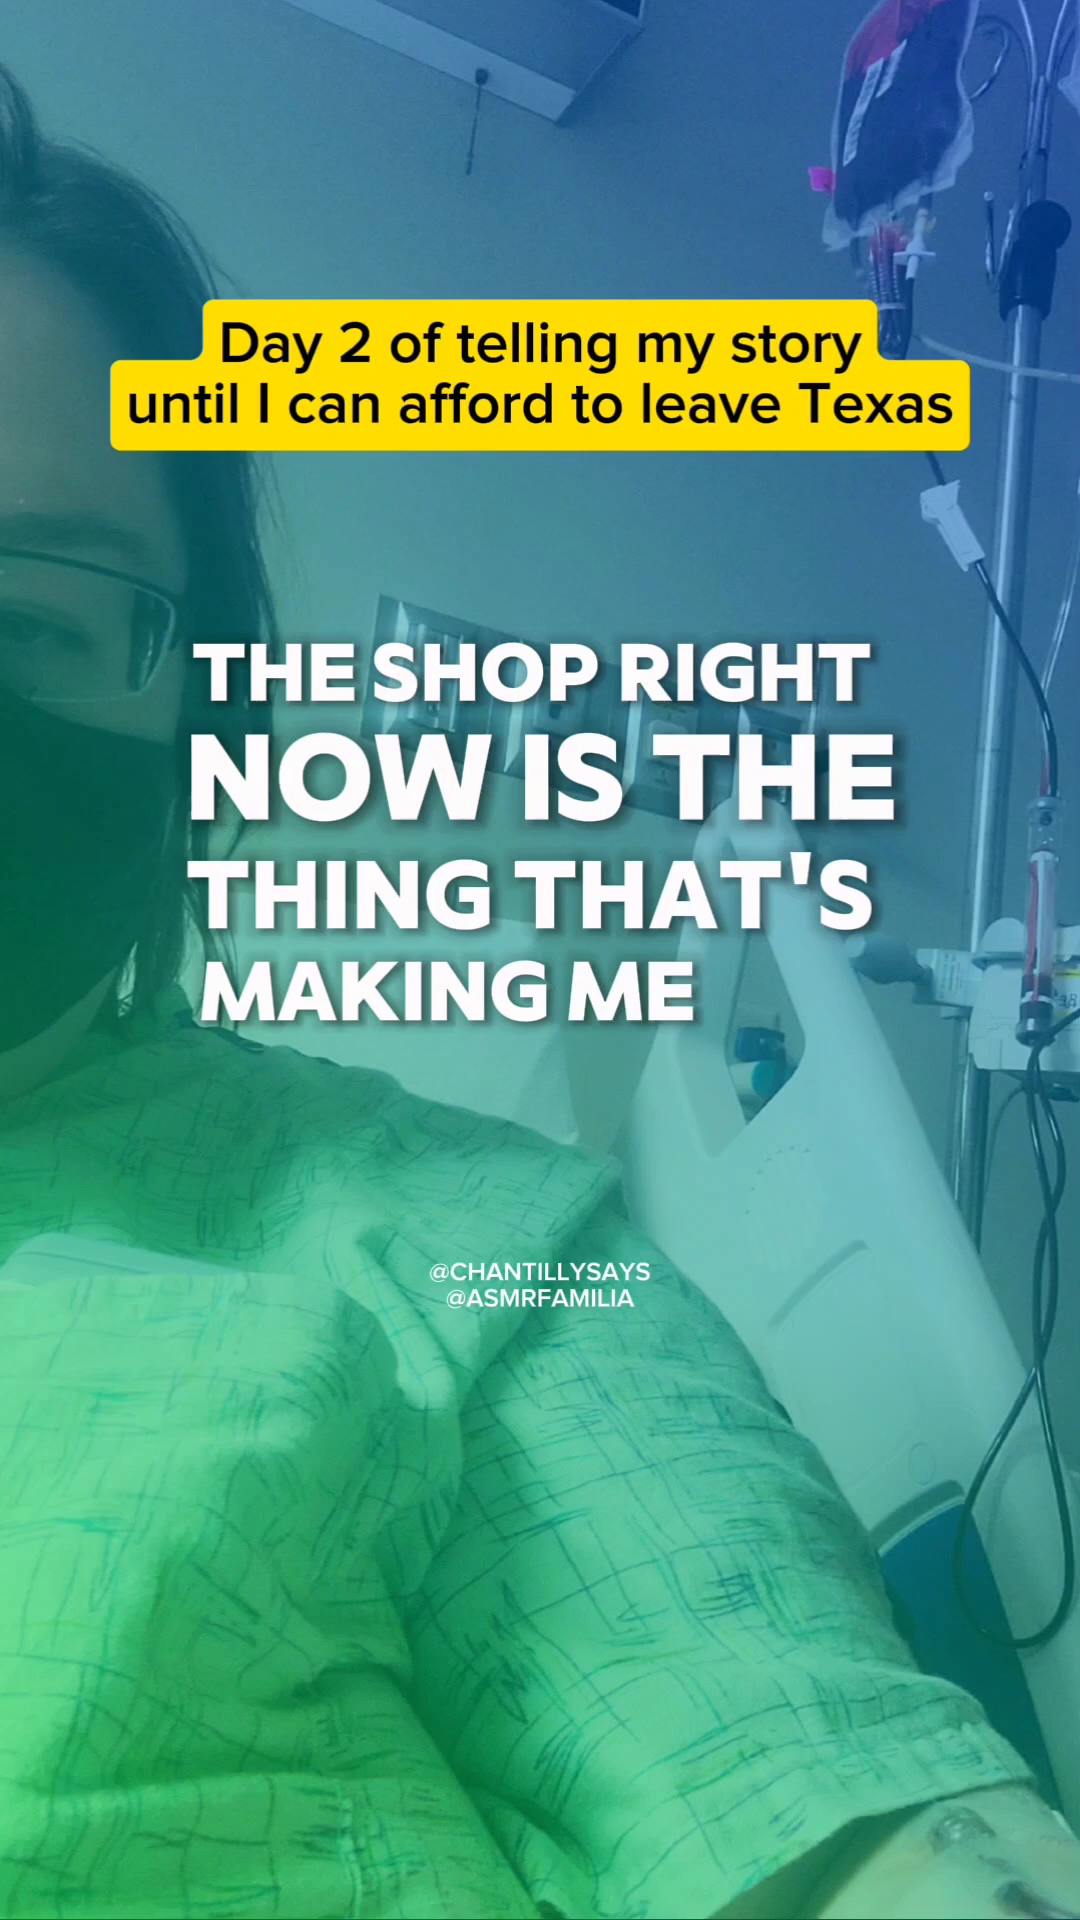 Day 2 of telling my story
until I can afford to leave Texas
THE SHOP RIGHT
NOW IS THE
THING THAT'S
MAKING ME
@CHANTILLYSAYS
@ASMRFAMILIA